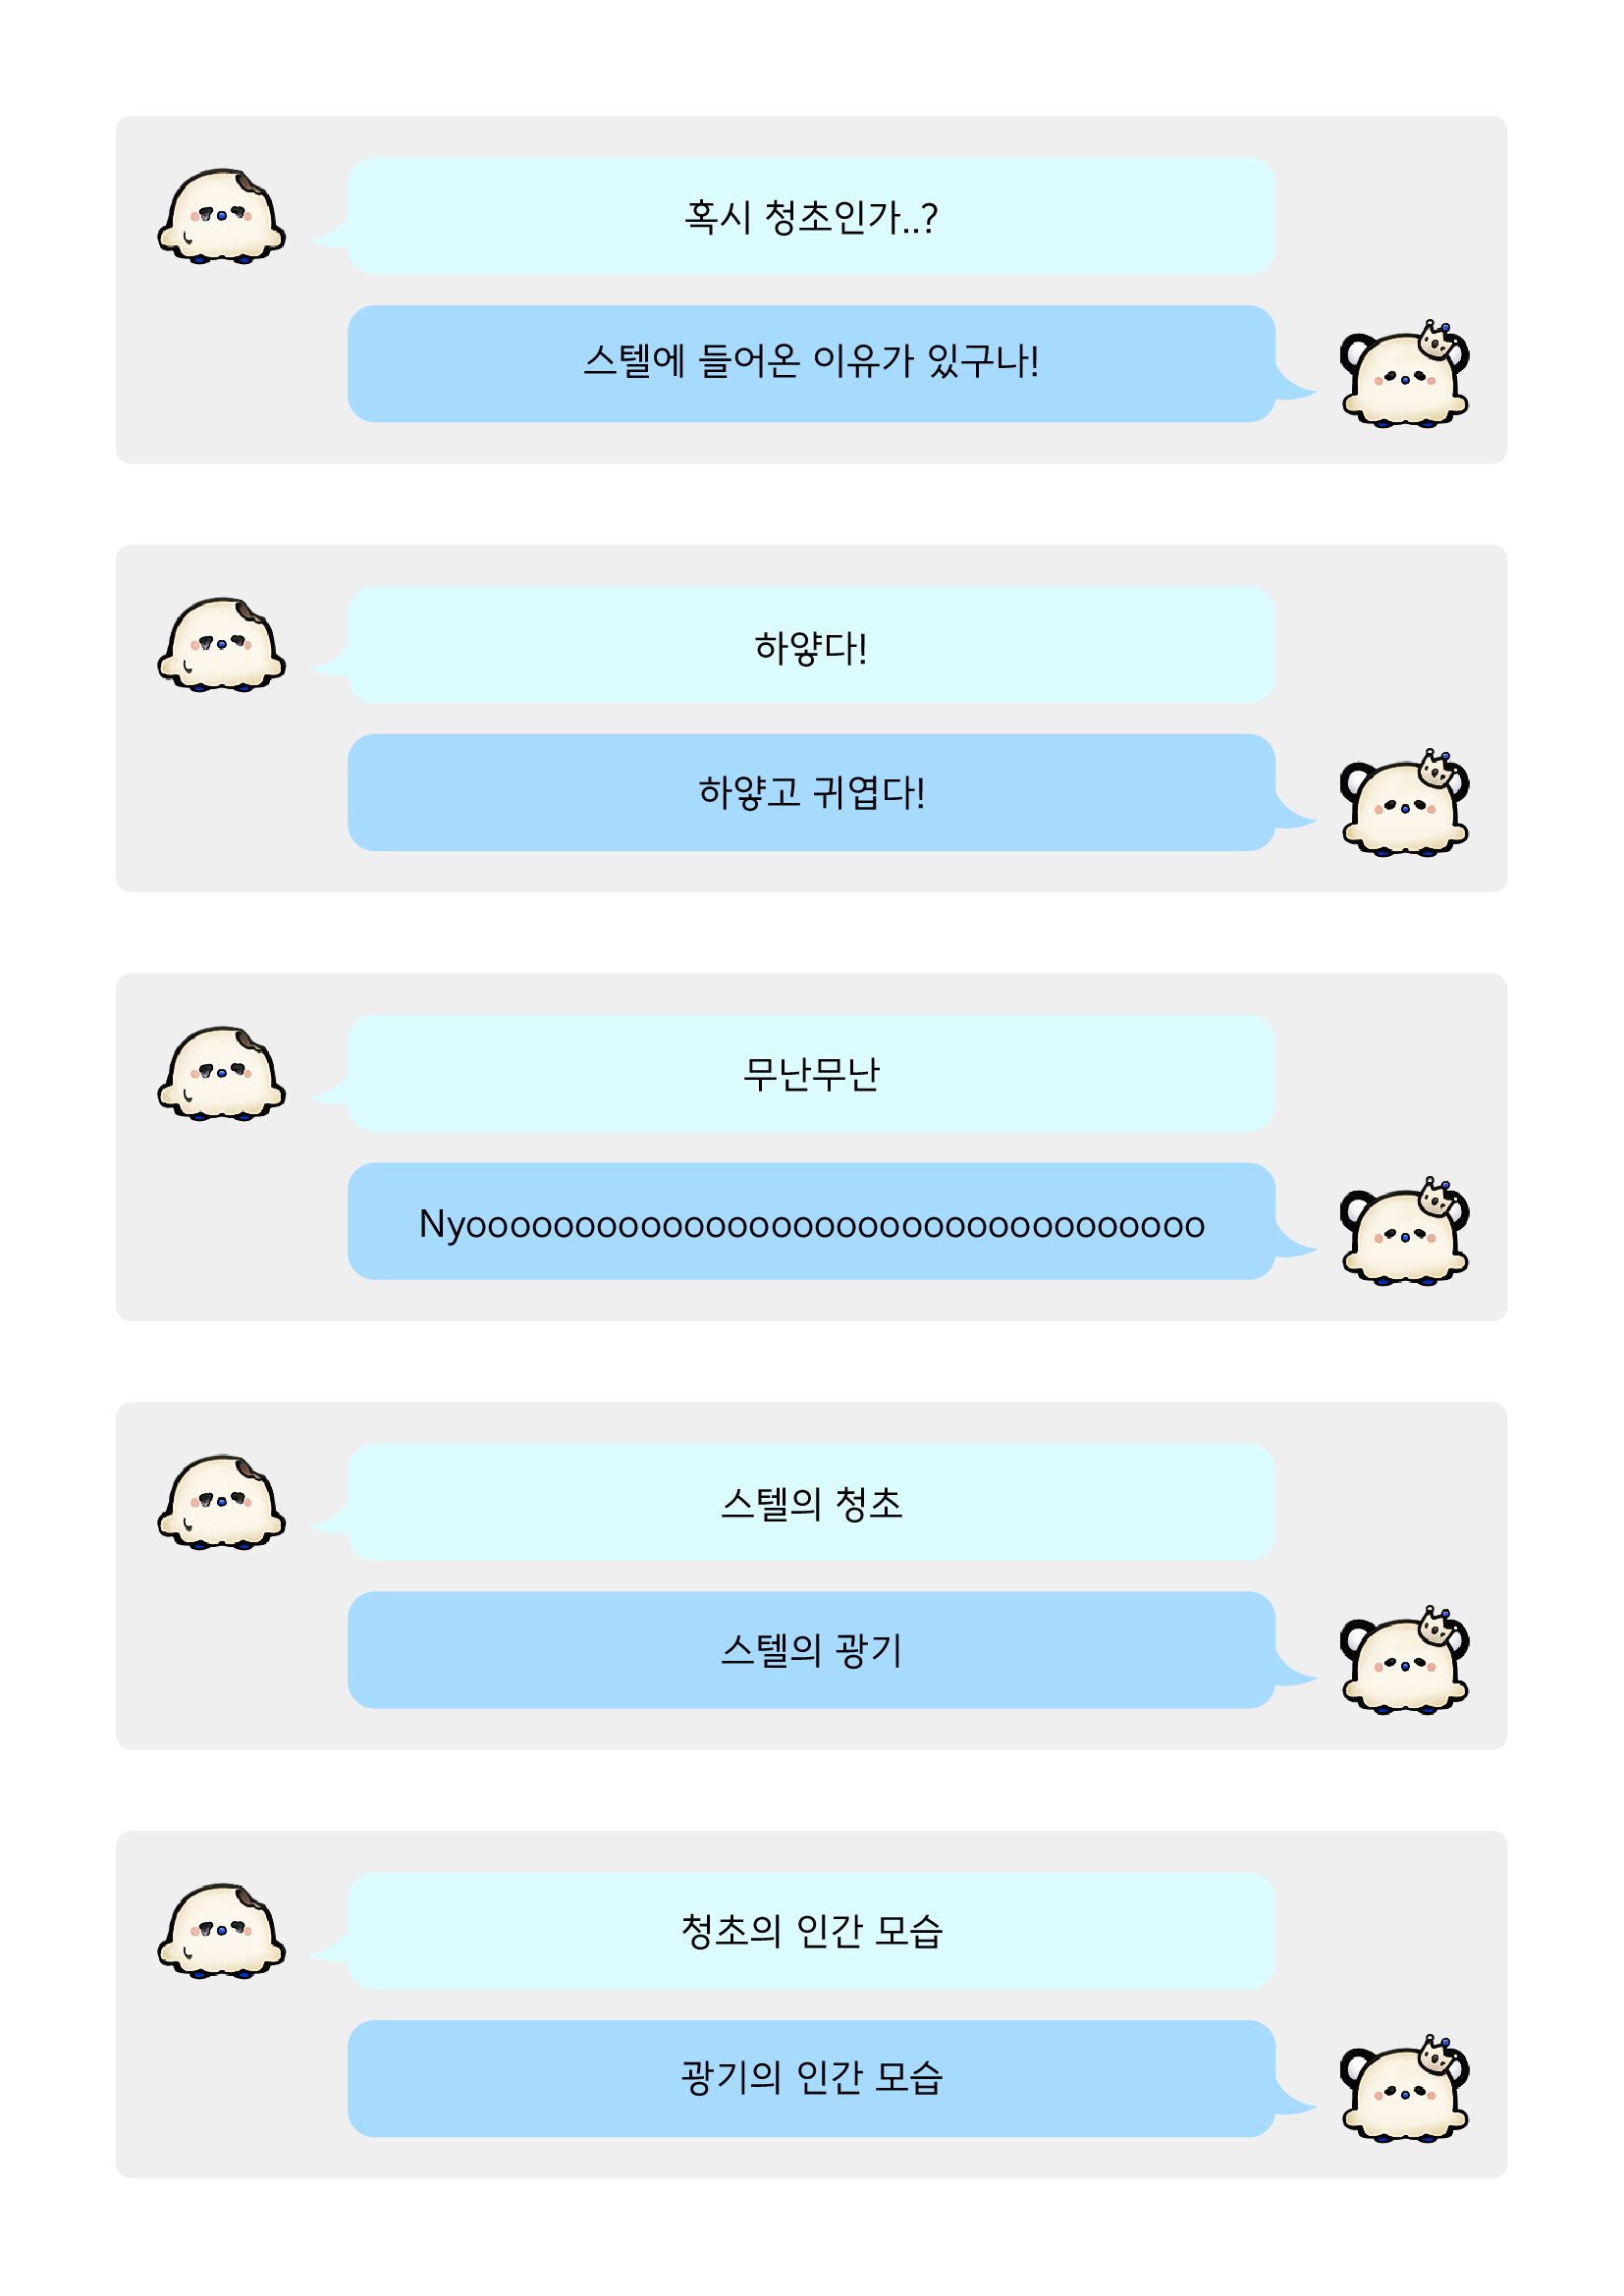 혹시 청초인가..?
스텔에 들어온 이유가 있구나!
하얗다!
하얗고 귀엽다!
무난무난
Nyoooooooooooooooooooooooooooooooooo
스텔의 청초
스텔의 광기
청초의 인간 모습
광기의 인간 모습